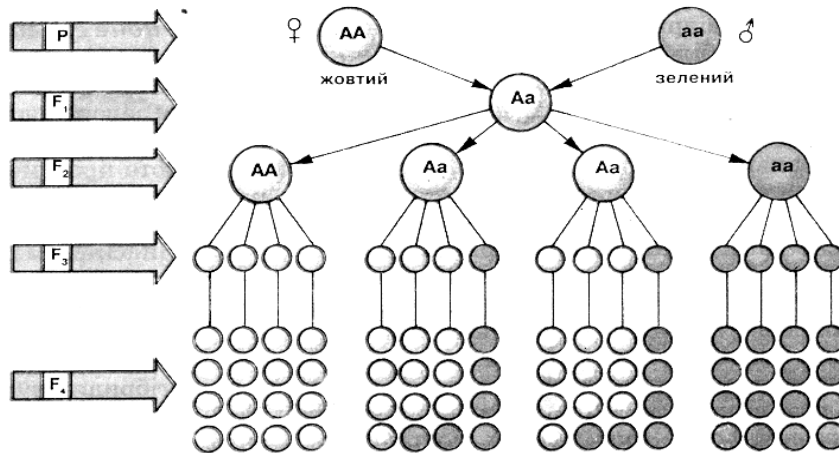 P ♀ AA aa ♂
жовтий зелений
F₁ Aa
F₂ AA Aa Aa aa
F₃
F₄